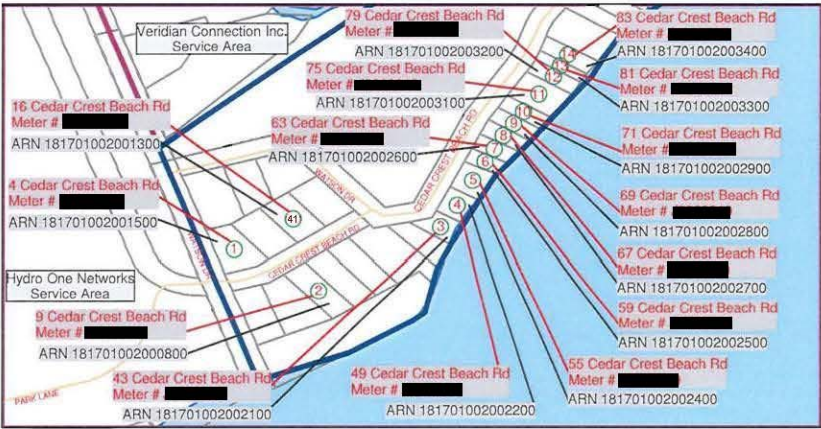 Veridian Connection Inc.
Service Area
79 Cedar Crest Beach Rd
Meter #
ARN 181701002003200
83 Cedar Crest Beach Rd
Meter #
ARN 181701002003400
75 Cedar Crest Beach Rd
Meter #
ARN 181701002003100
81 Cedar Crest Beach Rd
Meter #
ARN 181701002003300
16 Cedar Crest Beach Rd
Meter #
ARN 181701002001300
63 Cedar Crest Beach Rd
Meter #
ARN 181701002002600
71 Cedar Crest Beach Rd
Meter #
ARN 181701002002900
4 Cedar Crest Beach Rd
Meter #
ARN 181701002001500
69 Cedar Crest Beach Rd
Meter #
ARN 181701002002800
67 Cedar Crest Beach Rd
Meter #
ARN 181701002002700
Hydro One Networks
Service Area
9 Cedar Crest Beach Rd
Meter #
ARN 181701002000800
59 Cedar Crest Beach Rd
Meter #
ARN 181701002002500
43 Cedar Crest Beach Rd
Meter #
ARN 181701002002100
49 Cedar Crest Beach Rd
Meter #
ARN 181701002002200
55 Cedar Crest Beach Rd
Meter #
ARN 181701002002400
WATSON DR
CEDAR CREST BEACH RD
WATSON DR
CEDAR CREST BEACH RD
PARK LANE
14
13
12
11
10
9
8
7
6
5
4
3
41
1
2